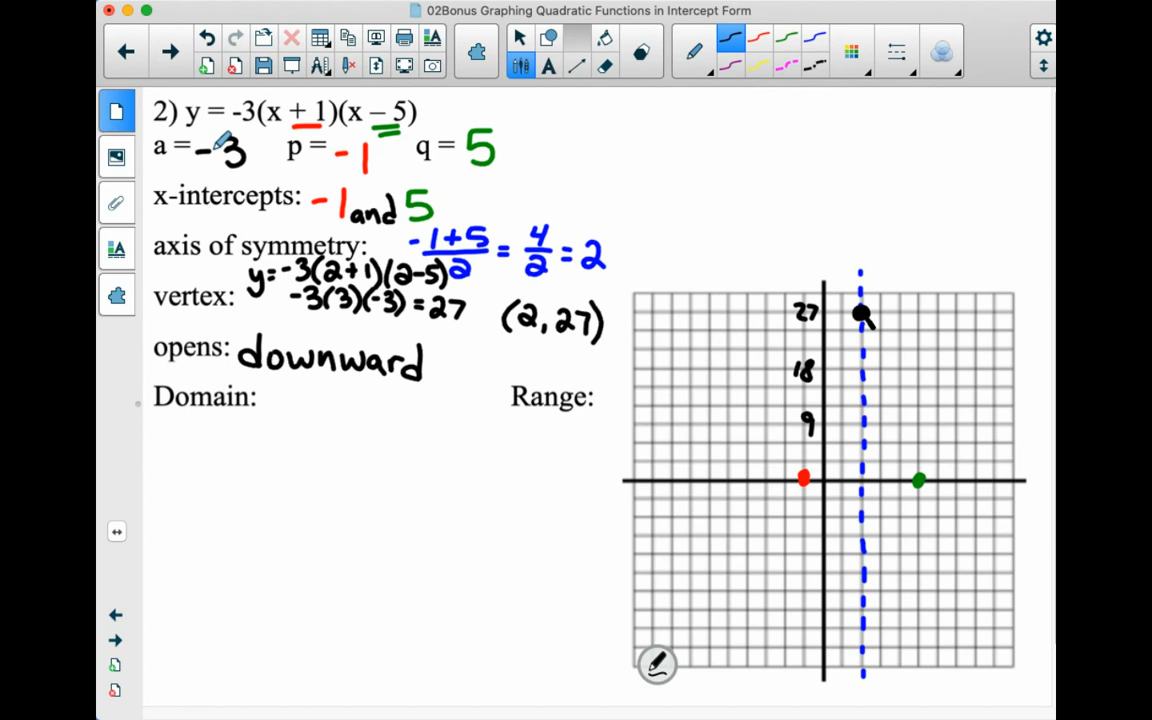 02Bonus Graphing Quadratic Functions in Intercept Form
2) y = -3(x + 1)(x – 5)
a = -3 p = -1 q = 5
x-intercepts: -1 and 5
axis of symmetry: -1+5/2 = 4/2 = 2
y=-3(2+1)(2-5)
vertex: -3(3)(-3) = 27 (2, 27)
opens: downward
Domain: Range:
27
18
9